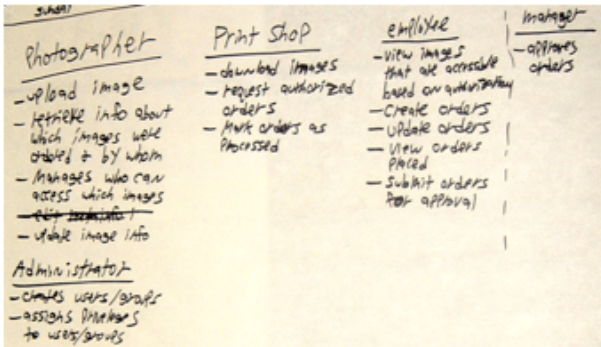 Photographer
- upload image
- retrieve info about
which images were
ordered & by whom
- Manages who can
access which images
- edit
- update image info
Administrator
- creates users/groups
- assigns privileges
to users/groups
Print Shop
- download images
- request authorized
orders
- Mark orders as
Processed
employee
- view images
that are accessible
based on authorization
- Create orders
- update orders
- view orders
placed
- Submit orders
for approval
manager
- approves
orders